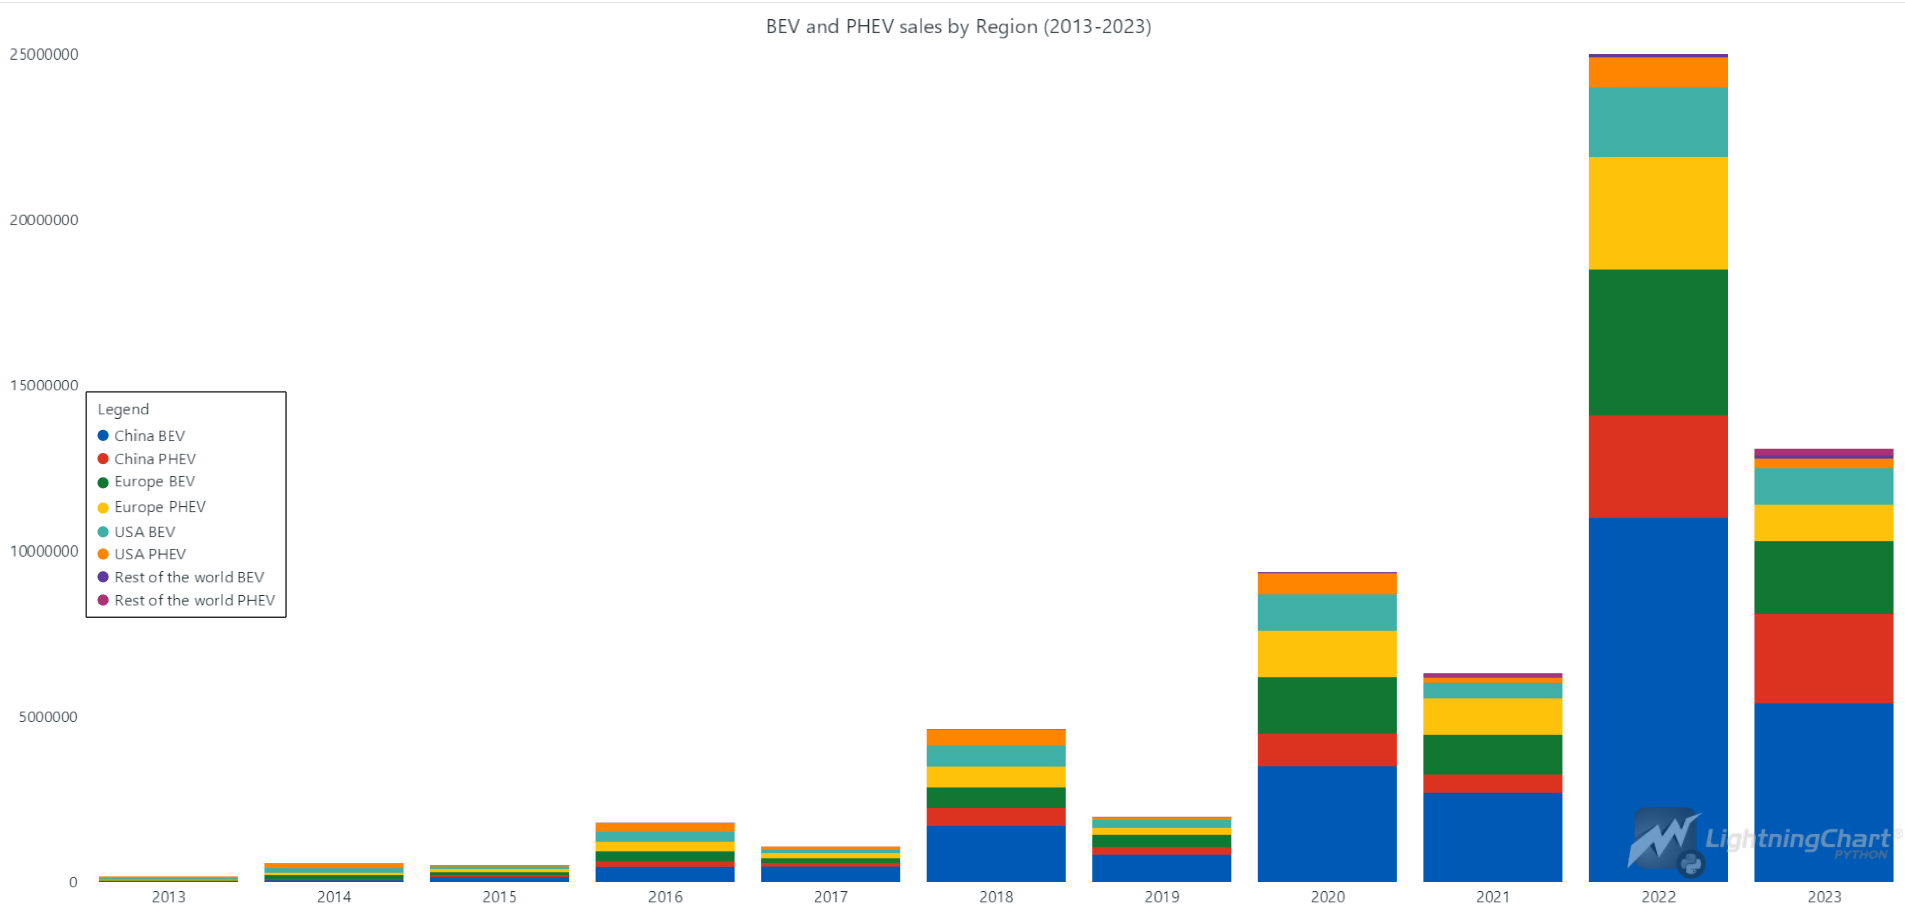 BEV and PHEV sales by Region (2013-2023)
25000000
20000000
15000000
10000000
5000000
0
Legend
China BEV
China PHEV
Europe BEV
Europe PHEV
USA BEV
USA PHEV
Rest of the world BEV
Rest of the world PHEV
2013 2014 2015 2016 2017 2018 2019 2020 2021 2022 2023
LightningChart®
PYTHON